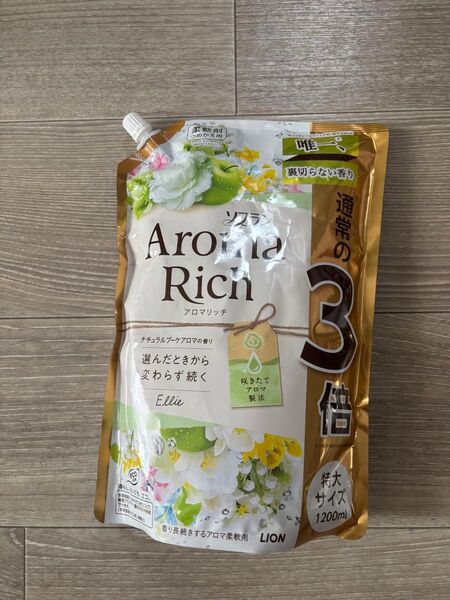 柔軟剤
つめかえ用
唯一、
裏切らない香り
ソフラン
Aroma
Rich
アロマリッチ
通常の
3
倍
ナチュラルブーケアロマの香り
選んだときから
変わらず続く
Ellie
咲きたて
アロマ
製法
特大
サイズ
1200ml
香り長続きするアロマ柔軟剤
LION